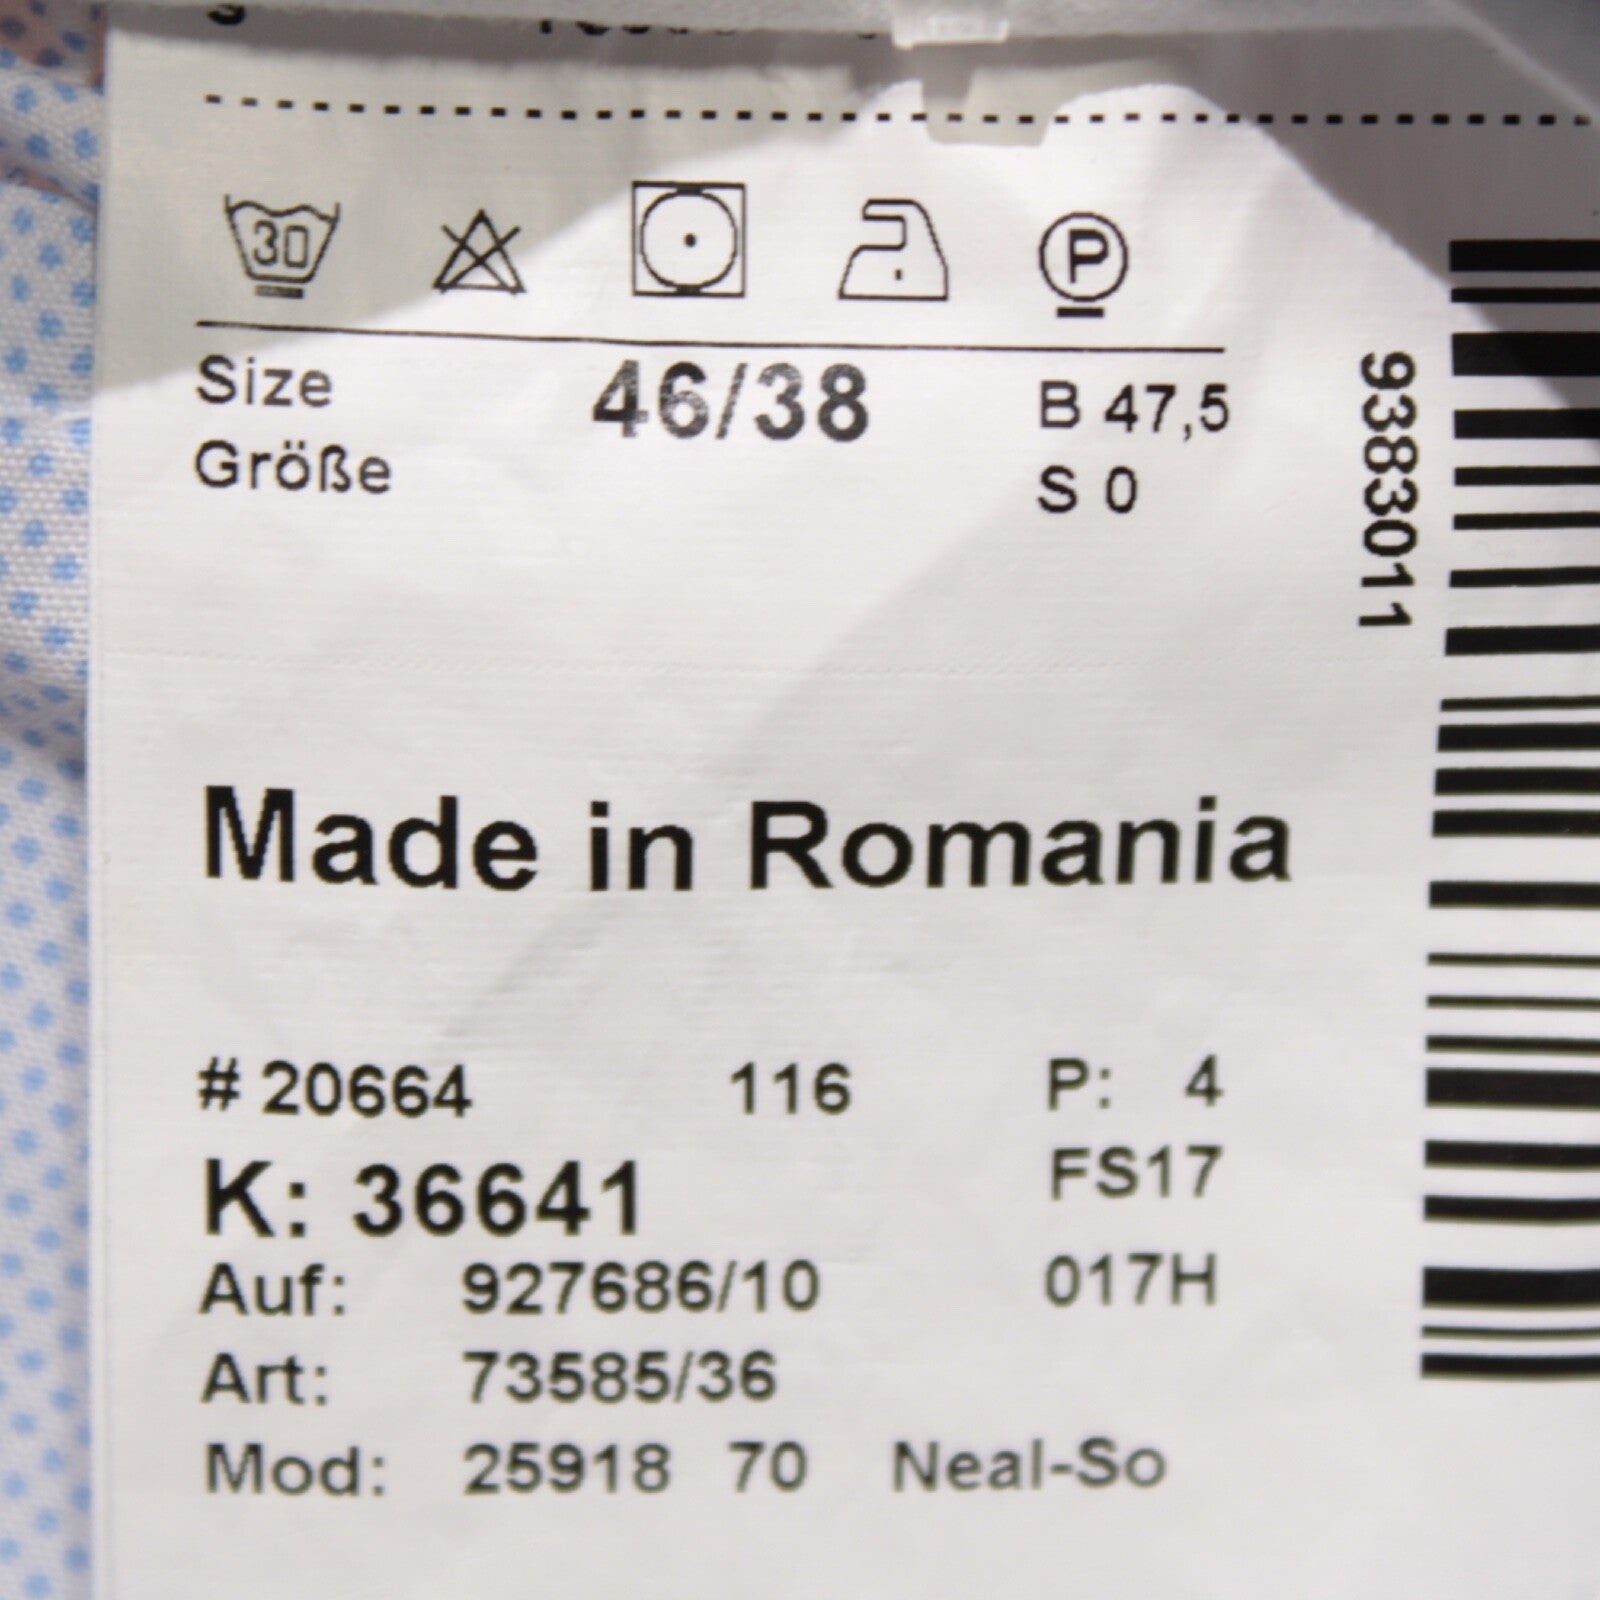 30 P
Size 46/38 B 47,5
Größe S 0
9383011
Made in Romania
# 20664 116 P: 4
K: 36641 FS17
Auf: 927686/10 017H
Art: 73585/36
Mod: 25918 70 Neal-So